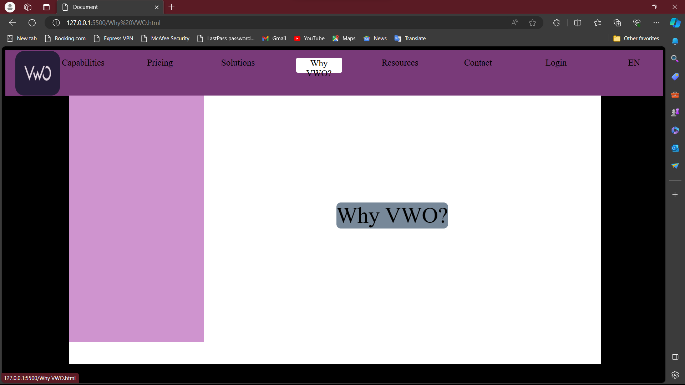 Document
127.0.0.1:5500/Why%20VWO.html
New tab
Booking.com
Express VPN
McAfee Security
LastPass password...
Gmail
YouTube
Maps
News
Translate
Other favorites
VWO
Capabilities
Pricing
Solutions
Why
VWO?
Resources
Contact
Login
EN
Why VWO?
127.0.0.1:5500/Why VWO.html